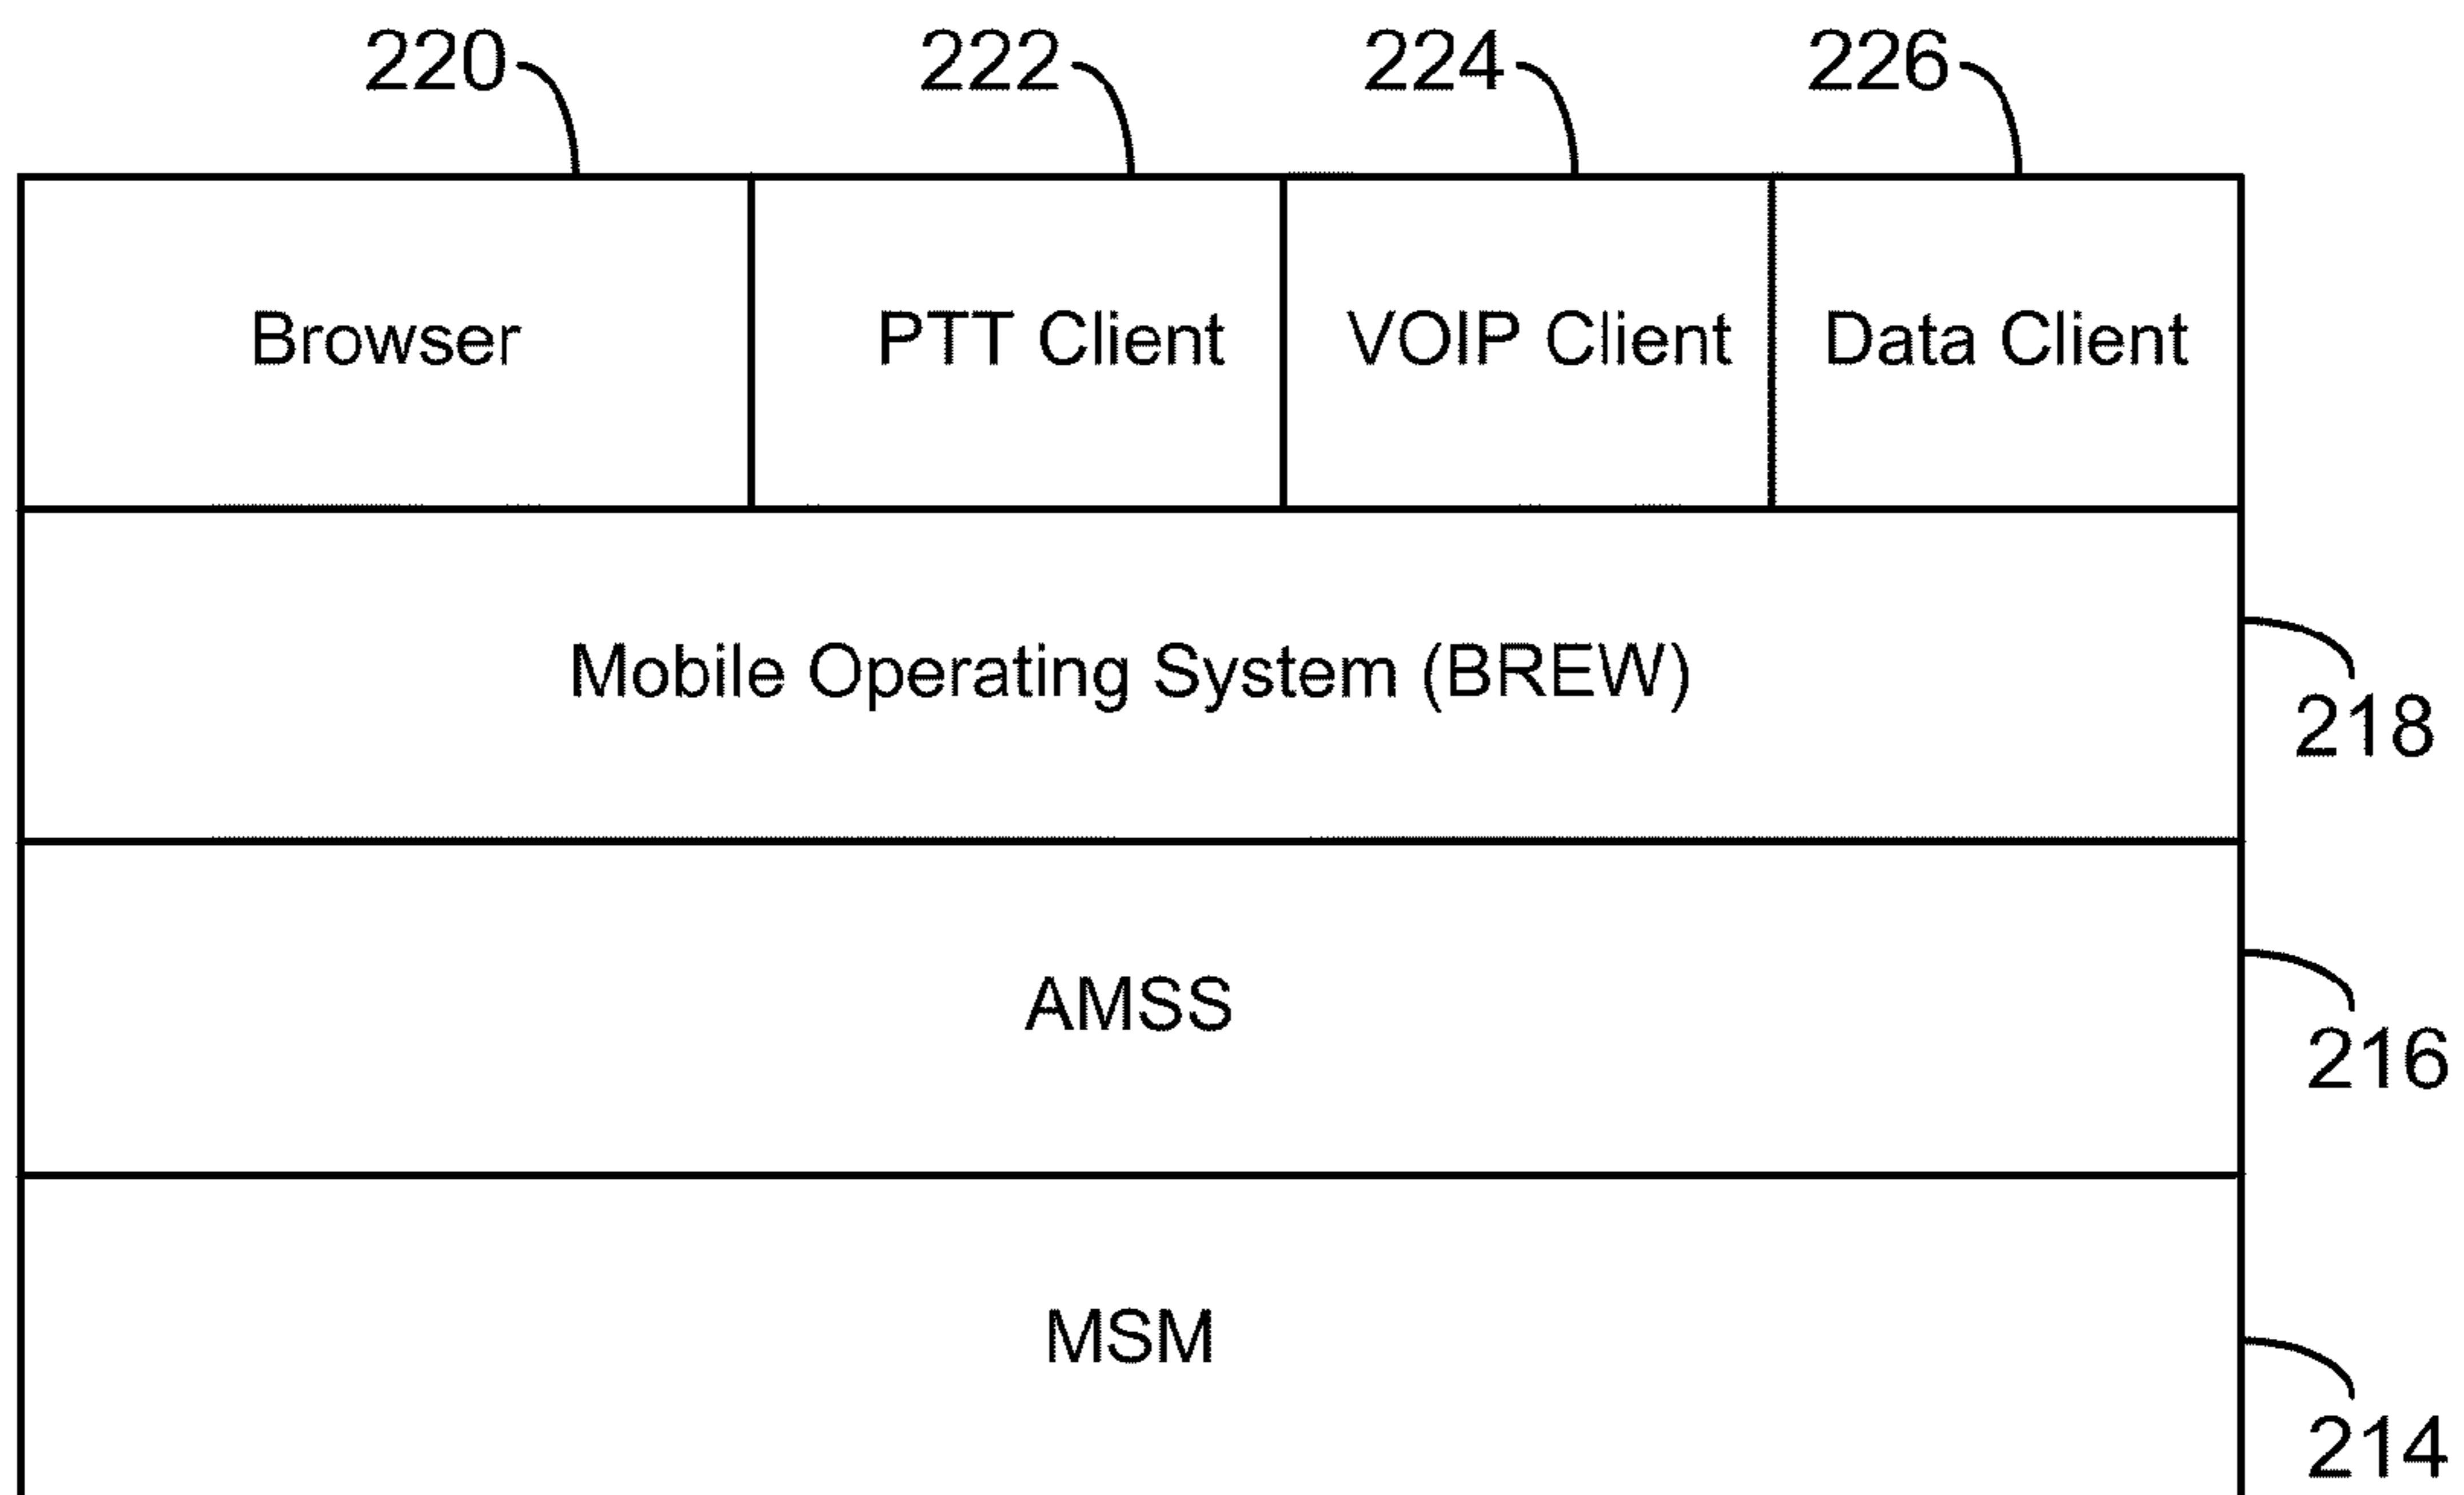 220 222 224 226
Browser PTT Client VOIP Client Data Client
Mobile Operating System (BREW)
218
AMSS
216
MSM
214